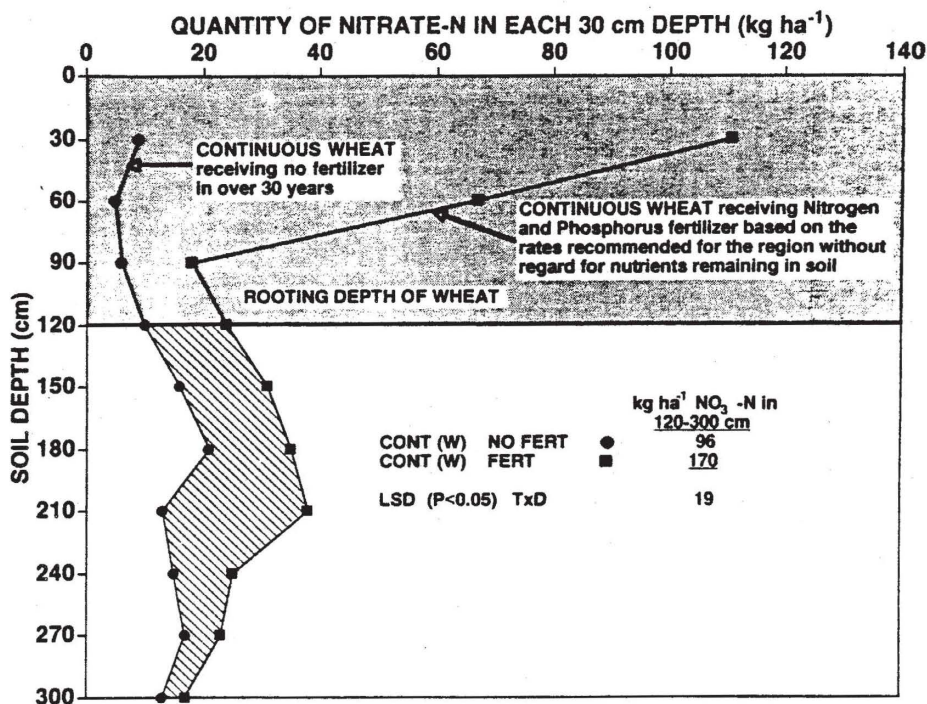 QUANTITY OF NITRATE-N IN EACH 30 cm DEPTH (kg ha⁻¹)
0 20 40 60 80 100 120 140
0
30
60
90
120
150
180
210
240
270
300
SOIL DEPTH (cm)
CONTINUOUS WHEAT
receiving no fertilizer
in over 30 years
CONTINUOUS WHEAT receiving Nitrogen
and Phosphorus fertilizer based on the
rates recommended for the region without
regard for nutrients remaining in soil
ROOTING DEPTH OF WHEAT
kg ha⁻¹ NO₃ -N in
120-300 cm
CONT (W) NO FERT 96
CONT (W) FERT 170
LSD (P<0.05) TxD 19